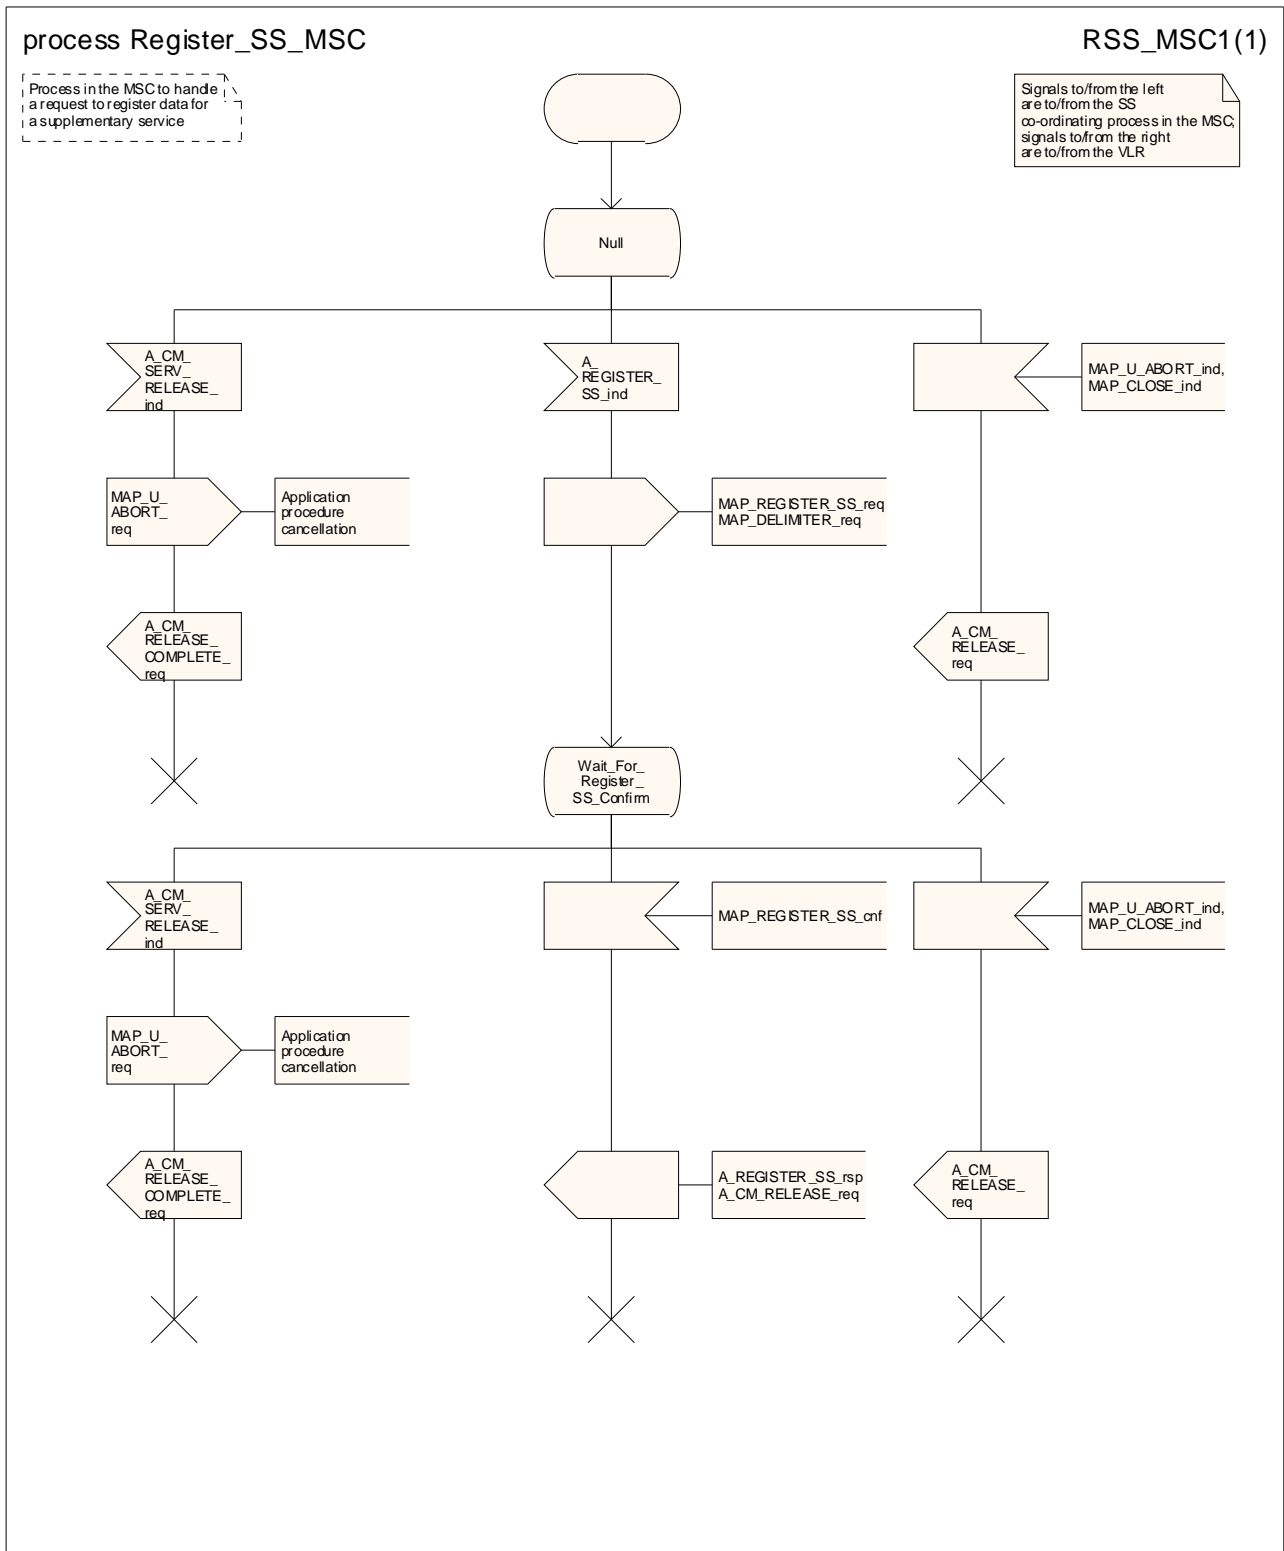 process Register_SS_MSC
RSS_MSC1(1)
Process in the MSC to handle
a request to register data for
a supplementary service
Signals to/from the left
are to/from the SS
co-ordinating process in the MSC;
signals to/from the right
are to/from the VLR
Null
A_CM_
SERV_
RELEASE_
ind
A_
REGISTER_
SS_ind
MAP_U_ABORT_ind,
MAP_CLOSE_ind
MAP_U_
ABORT_
req
Application
procedure
cancellation
MAP_REGISTER_SS_req
MAP_DELIMITER_req
A_CM_
RELEASE_
COMPLETE_
req
A_CM_
RELEASE_
req
Wait_For_
Register_
SS_Confirm
A_CM_
SERV_
RELEASE_
ind
MAP_REGISTER_SS_cnf
MAP_U_ABORT_ind,
MAP_CLOSE_ind
MAP_U_
ABORT_
req
Application
procedure
cancellation
A_CM_
RELEASE_
COMPLETE_
req
A_REGISTER_SS_rsp
A_CM_RELEASE_req
A_CM_
RELEASE_
req